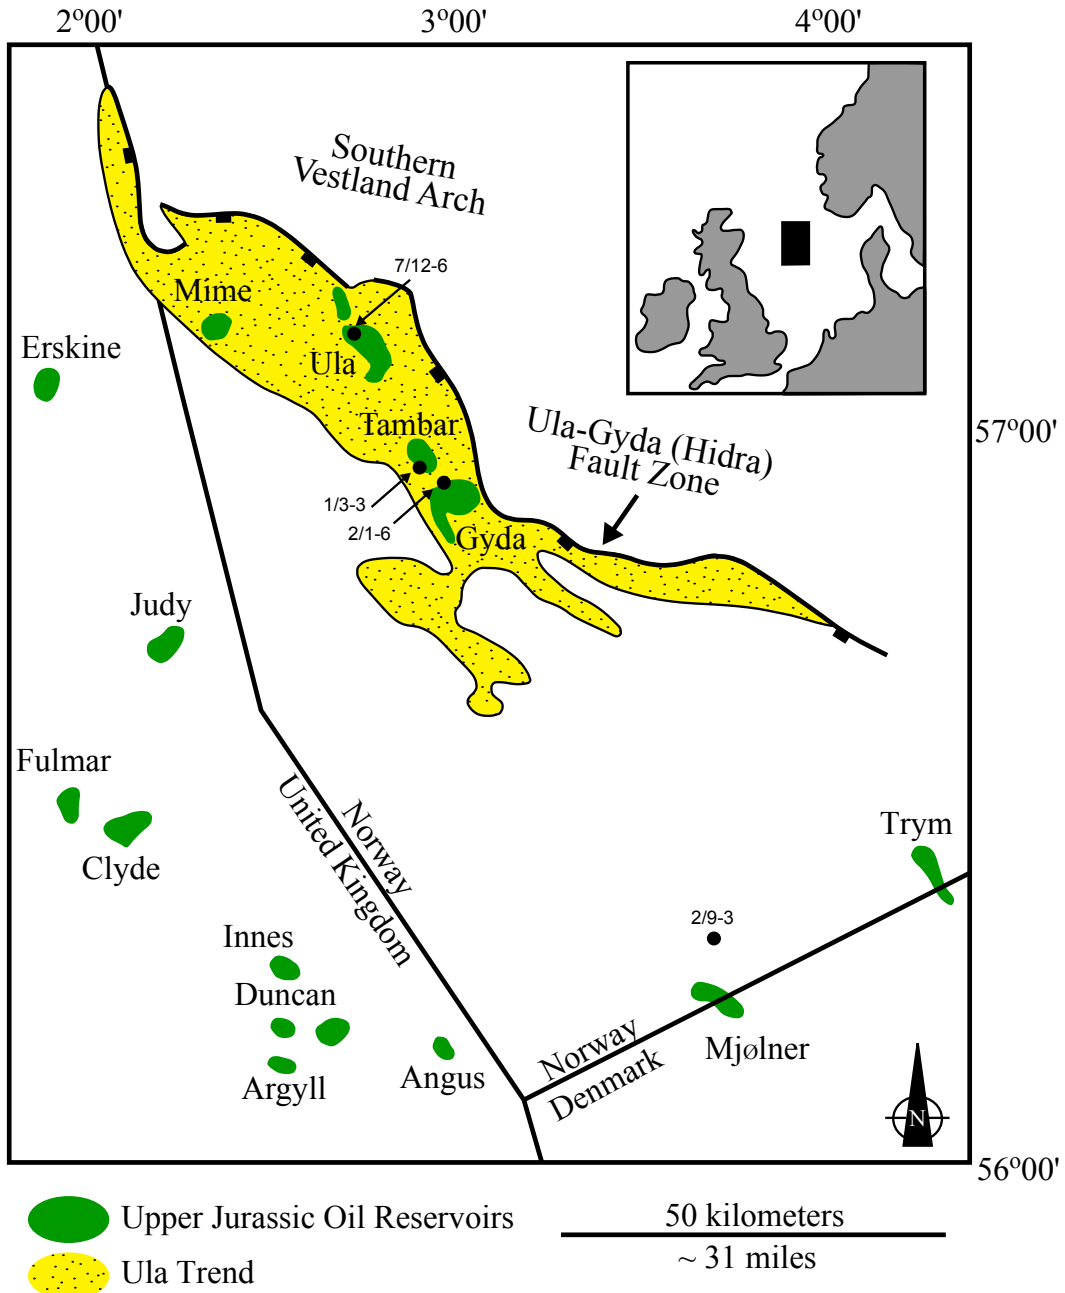 2º00'
3º00'
4º00'
Southern
Vestland Arch
7/12-6
Mime
Erskine
Ula
Tambar
Ula-Gyda (Hidra)
Fault Zone
57º00'
1/3-3
2/1-6
Gyda
Judy
Fulmar
Clyde
Norway
United Kingdom
Trym
2/9-3
Innes
Duncan
Argyll
Angus
Norway
Denmark
Mjølner
N
56º00'
Upper Jurassic Oil Reservoirs
50 kilometers
~ 31 miles
Ula Trend